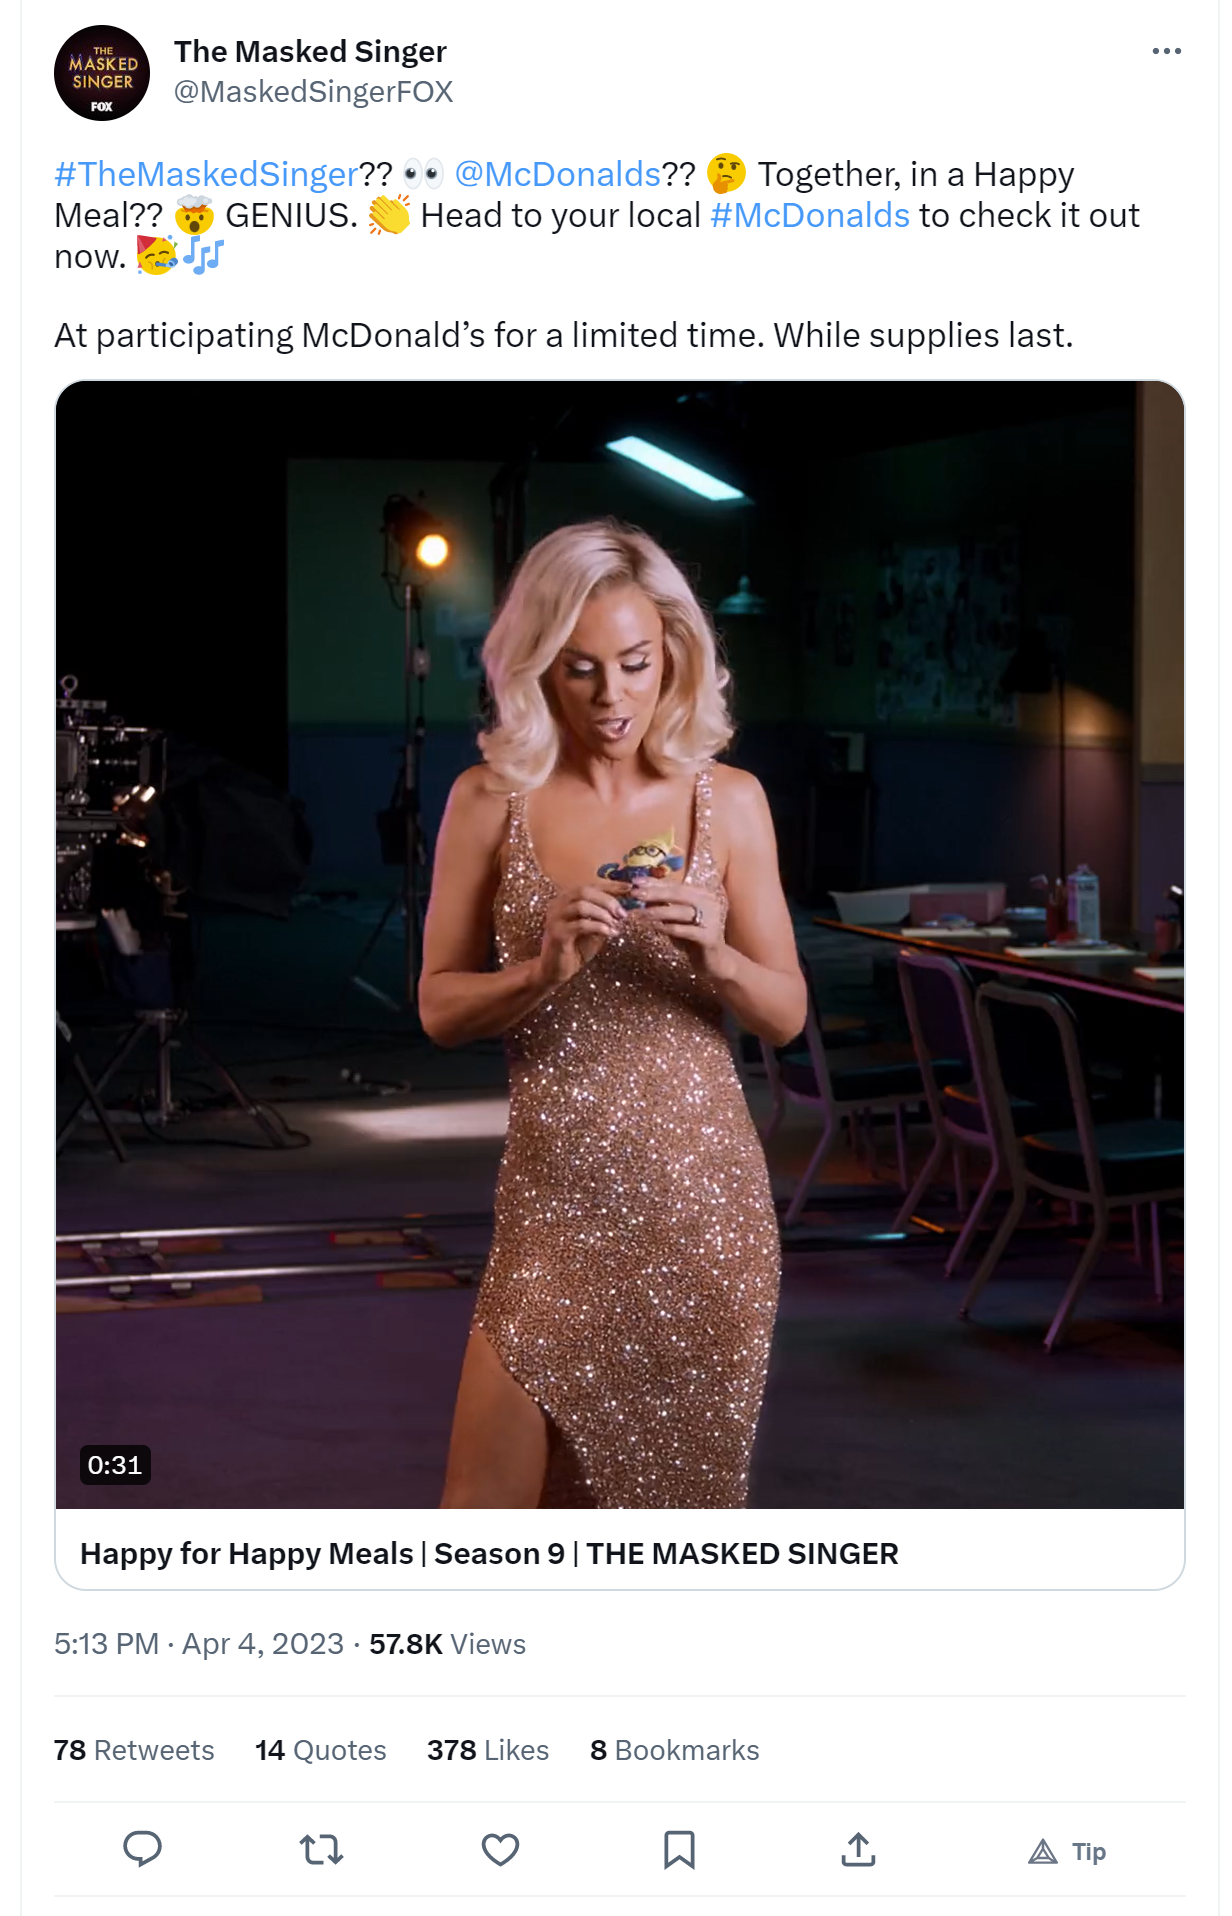 THE
MASKED
SINGER
FOX
The Masked Singer
@MaskedSingerFOX
#TheMaskedSinger?? 👀 @McDonalds?? 🤔 Together, in a Happy
Meal?? 🤯 GENIUS. 👏 Head to your local #McDonalds to check it out
now. 🥳🎶
At participating McDonald’s for a limited time. While supplies last.
0:31
Happy for Happy Meals | Season 9 | THE MASKED SINGER
5:13 PM · Apr 4, 2023 · 57.8K Views
78 Retweets 14 Quotes 378 Likes 8 Bookmarks
Tip